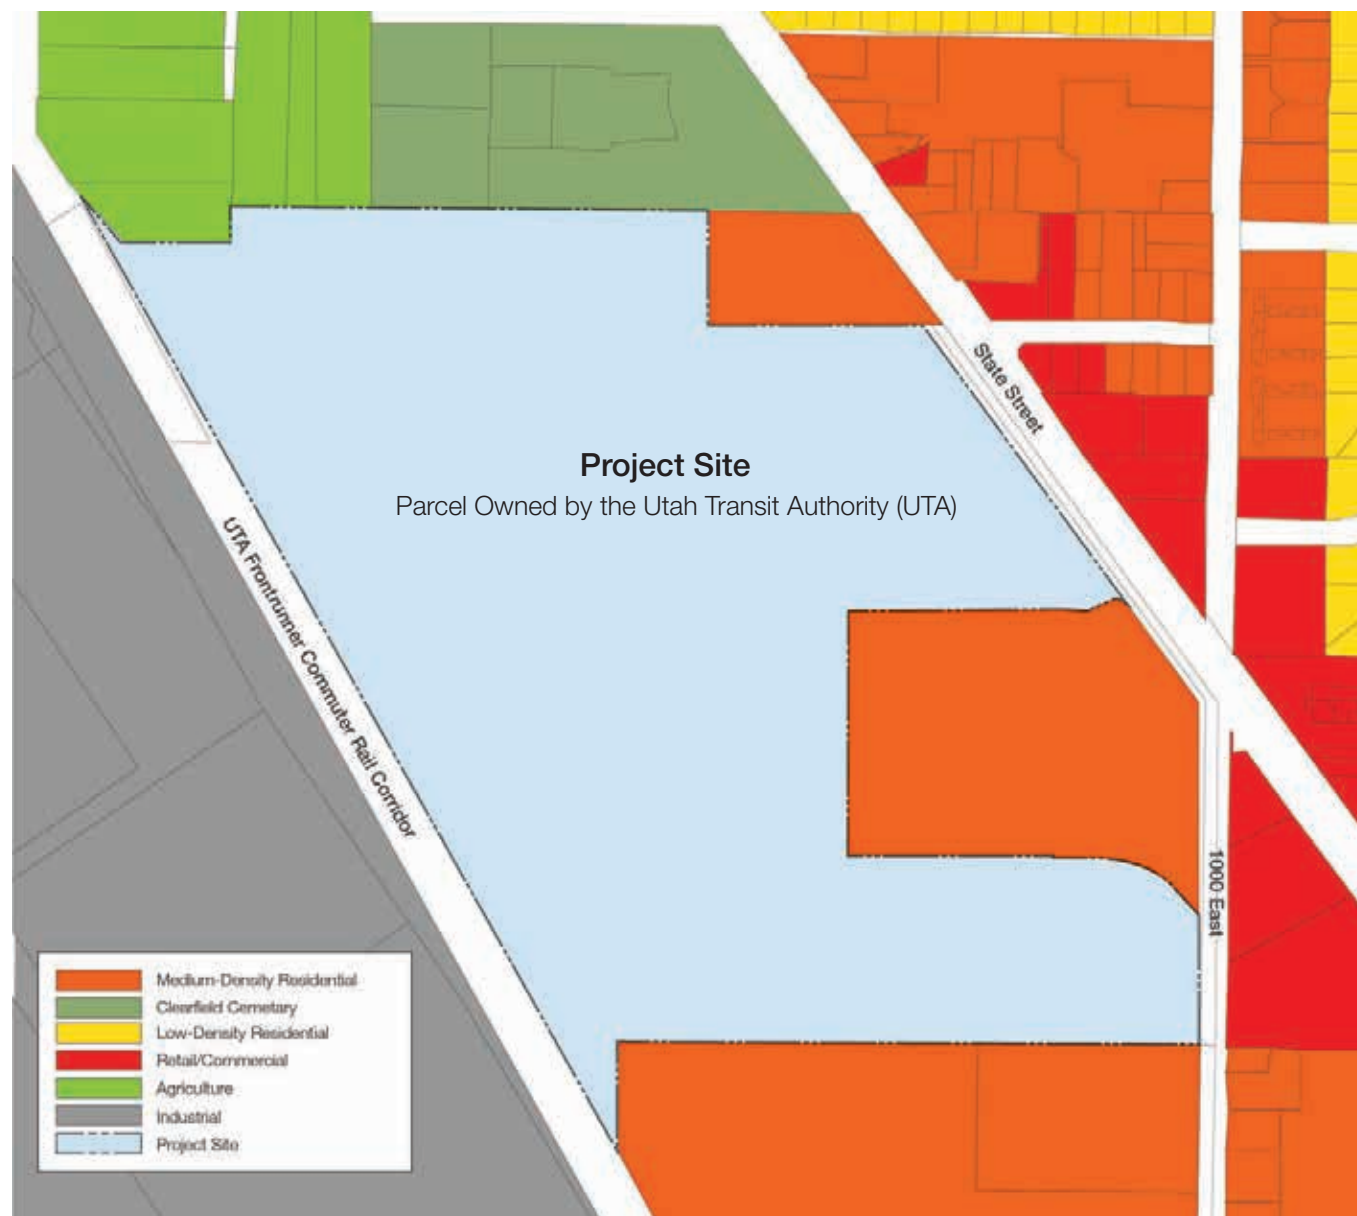 State Street
Project Site
Parcel Owned by the Utah Transit Authority (UTA)
UTA Frontrunner Commuter Rail Corridor
1000 East
Medium-Density Residential
Clearfield Cemetary
Low-Density Residential
Retail/Commercial
Agriculture
Industrial
Project Site